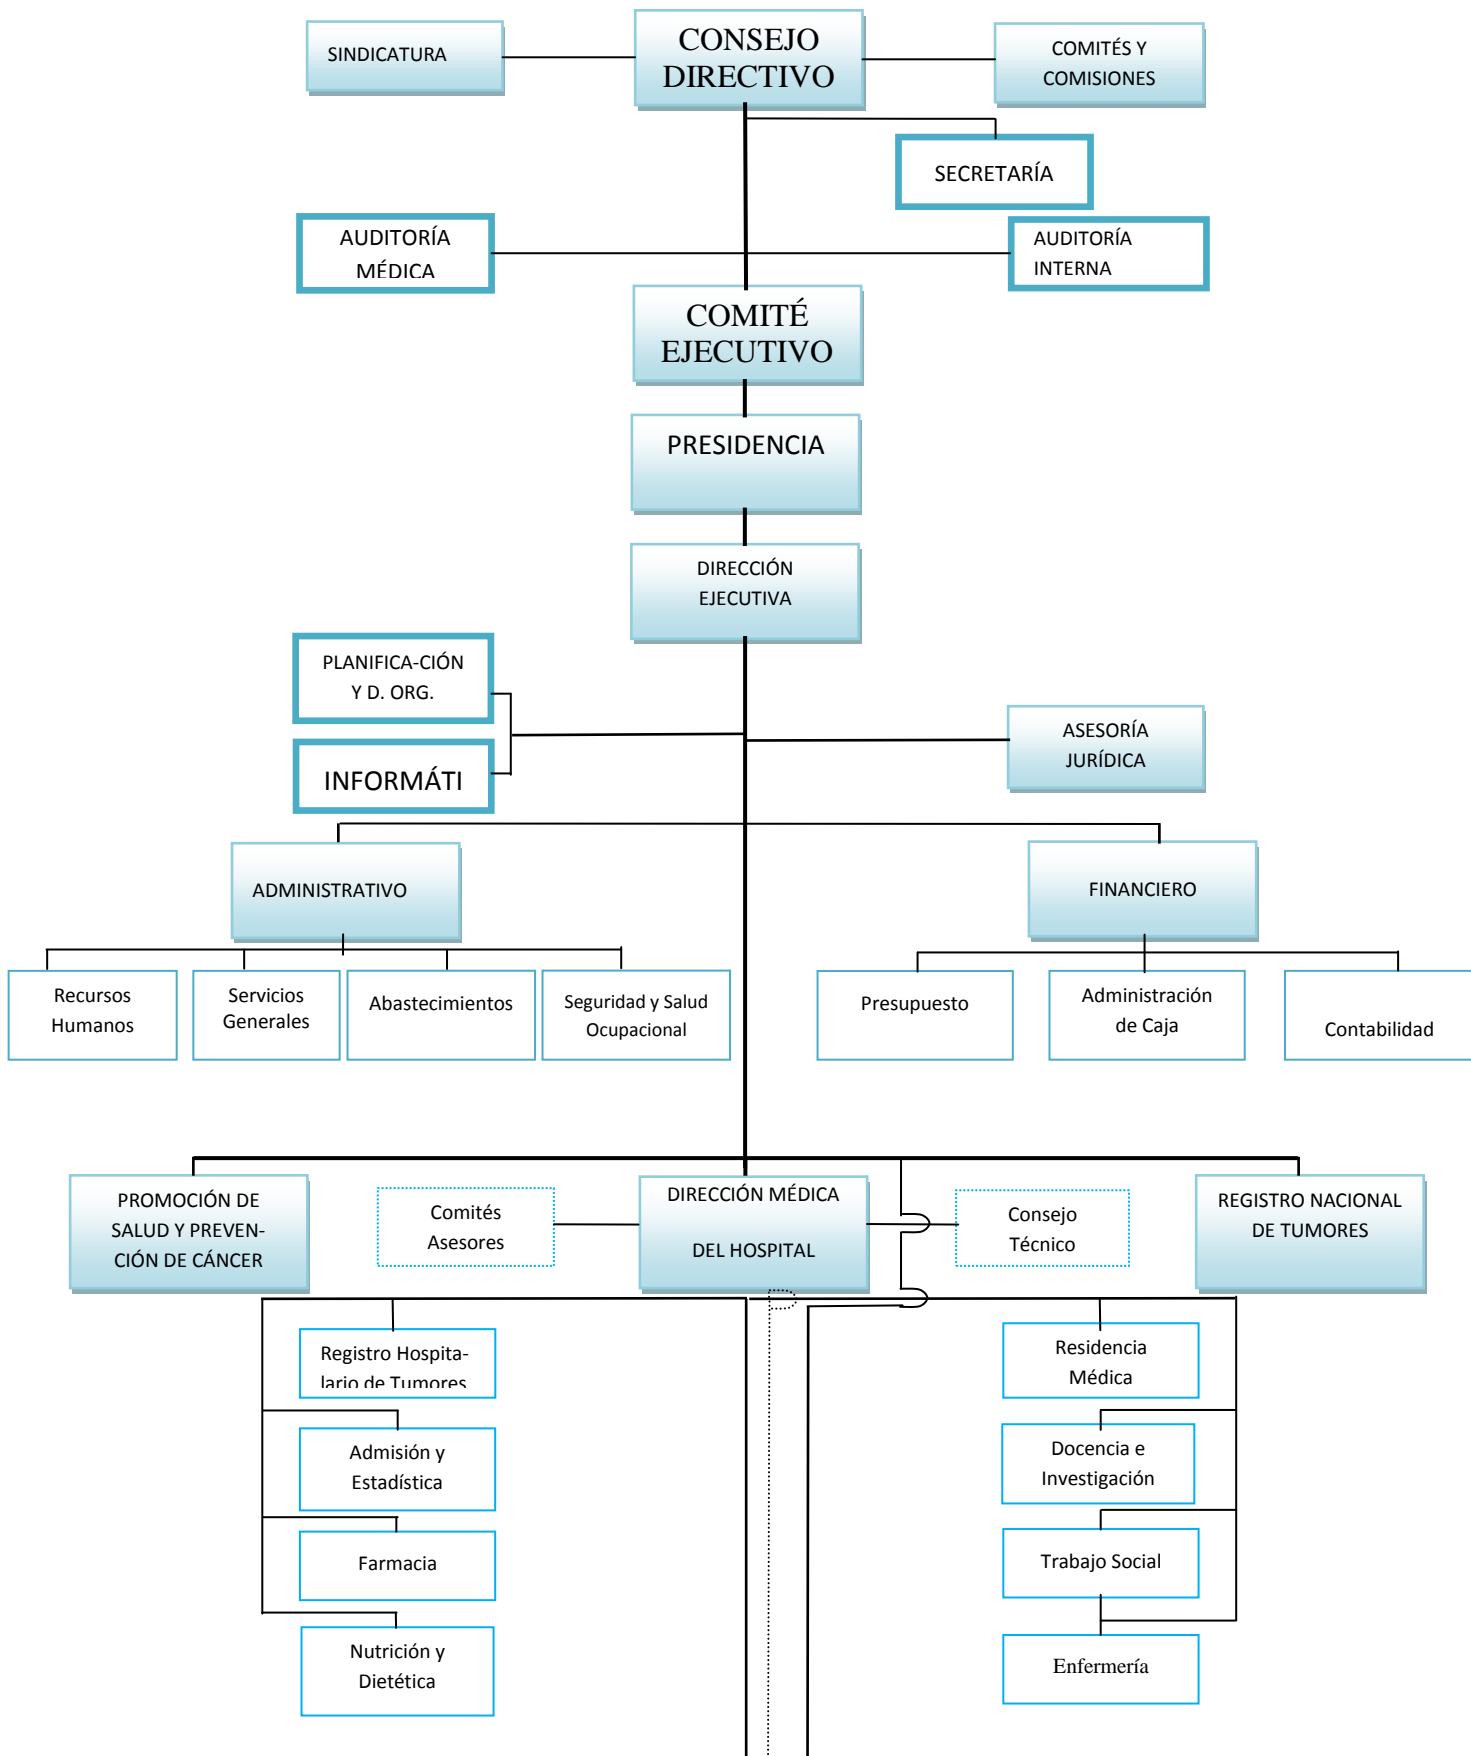 SINDICATURA
CONSEJO
DIRECTIVO
COMITÉS Y
COMISIONES
SECRETARÍA
AUDITORÍA
MÉDICA
AUDITORÍA
INTERNA
COMITÉ
EJECUTIVO
PRESIDENCIA
DIRECCIÓN
EJECUTIVA
PLANIFICA-CIÓN
Y D. ORG.
INFORMÁTI
ASESORÍA
JURÍDICA
ADMINISTRATIVO
FINANCIERO
Recursos
Humanos
Servicios
Generales
Abastecimientos
Seguridad y Salud
Ocupacional
Presupuesto
Administración
de Caja
Contabilidad
PROMOCIÓN DE
SALUD Y PREVEN-
CIÓN DE CÁNCER
Comités
Asesores
DIRECCIÓN MÉDICA
DEL HOSPITAL
Consejo
Técnico
REGISTRO NACIONAL
DE TUMORES
Registro Hospita-
lario de Tumores
Admisión y
Estadística
Farmacia
Nutrición y
Dietética
Residencia
Médica
Docencia e
Investigación
Trabajo Social
Enfermería